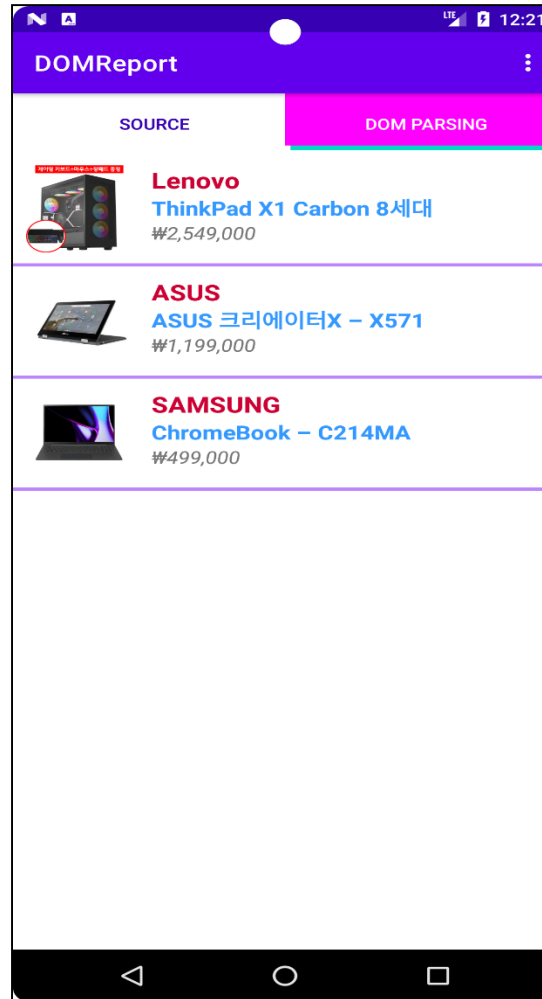 LTE 12:21
DOMReport
SOURCE DOM PARSING
Lenovo
ThinkPad X1 Carbon 8세대
₩2,549,000
ASUS
ASUS 크리에이터X – X571
₩1,199,000
SAMSUNG
ChromeBook – C214MA
₩499,000